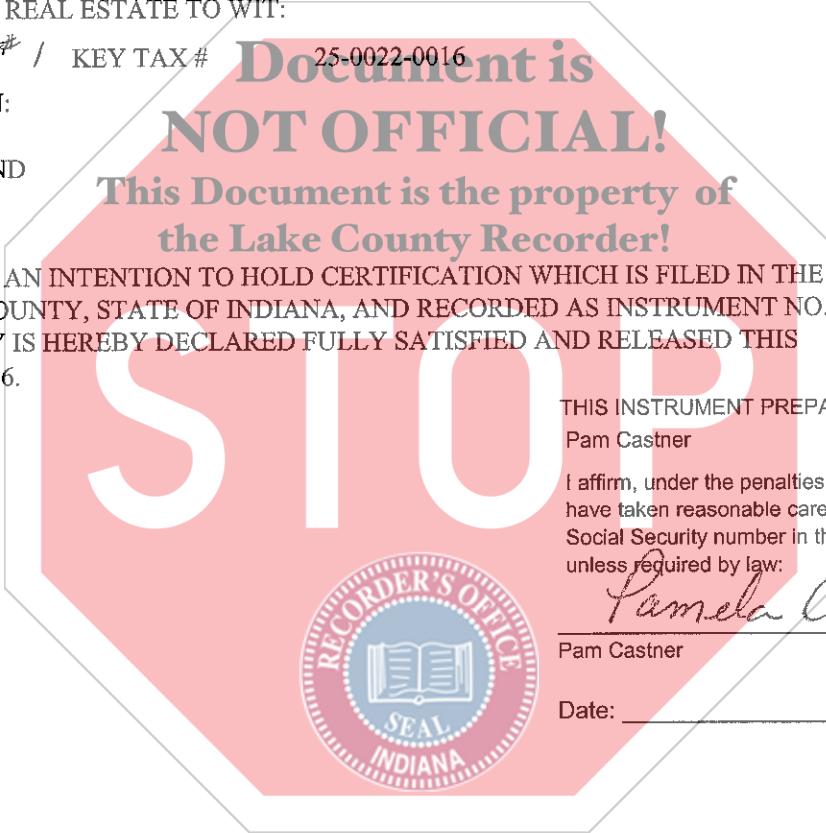 REAL ESTATE TO WIT:
# / KEY TAX # 25-0022-0016
Document is
NOT OFFICIAL!
This Document is the property of
the Lake County Recorder!
AN INTENTION TO HOLD CERTIFICATION WHICH IS FILED IN THE
OUNTY, STATE OF INDIANA, AND RECORDED AS INSTRUMENT NO.
IS HEREBY DECLARED FULLY SATISFIED AND RELEASED THIS
6.
STOP
THIS INSTRUMENT PREPA
Pam Castner
I affirm, under the penalties
have taken reasonable care
Social Security number in th
unless required by law:
Pamela C
Pam Castner
Date:
RECORDER'S OFFICE
SEAL
INDIANA